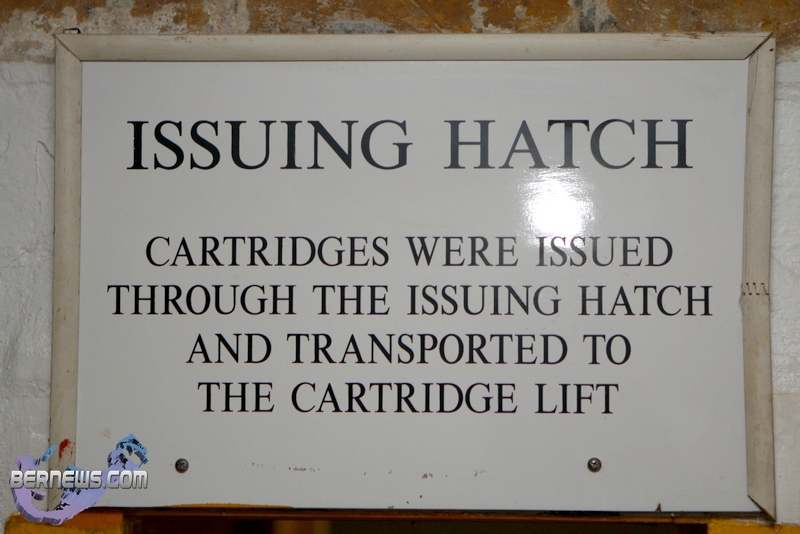 ISSUING HATCH
CARTRIDGES WERE ISSUED
THROUGH THE ISSUING HATCH
AND TRANSPORTED TO
THE CARTRIDGE LIFT
BERNEWS.COM